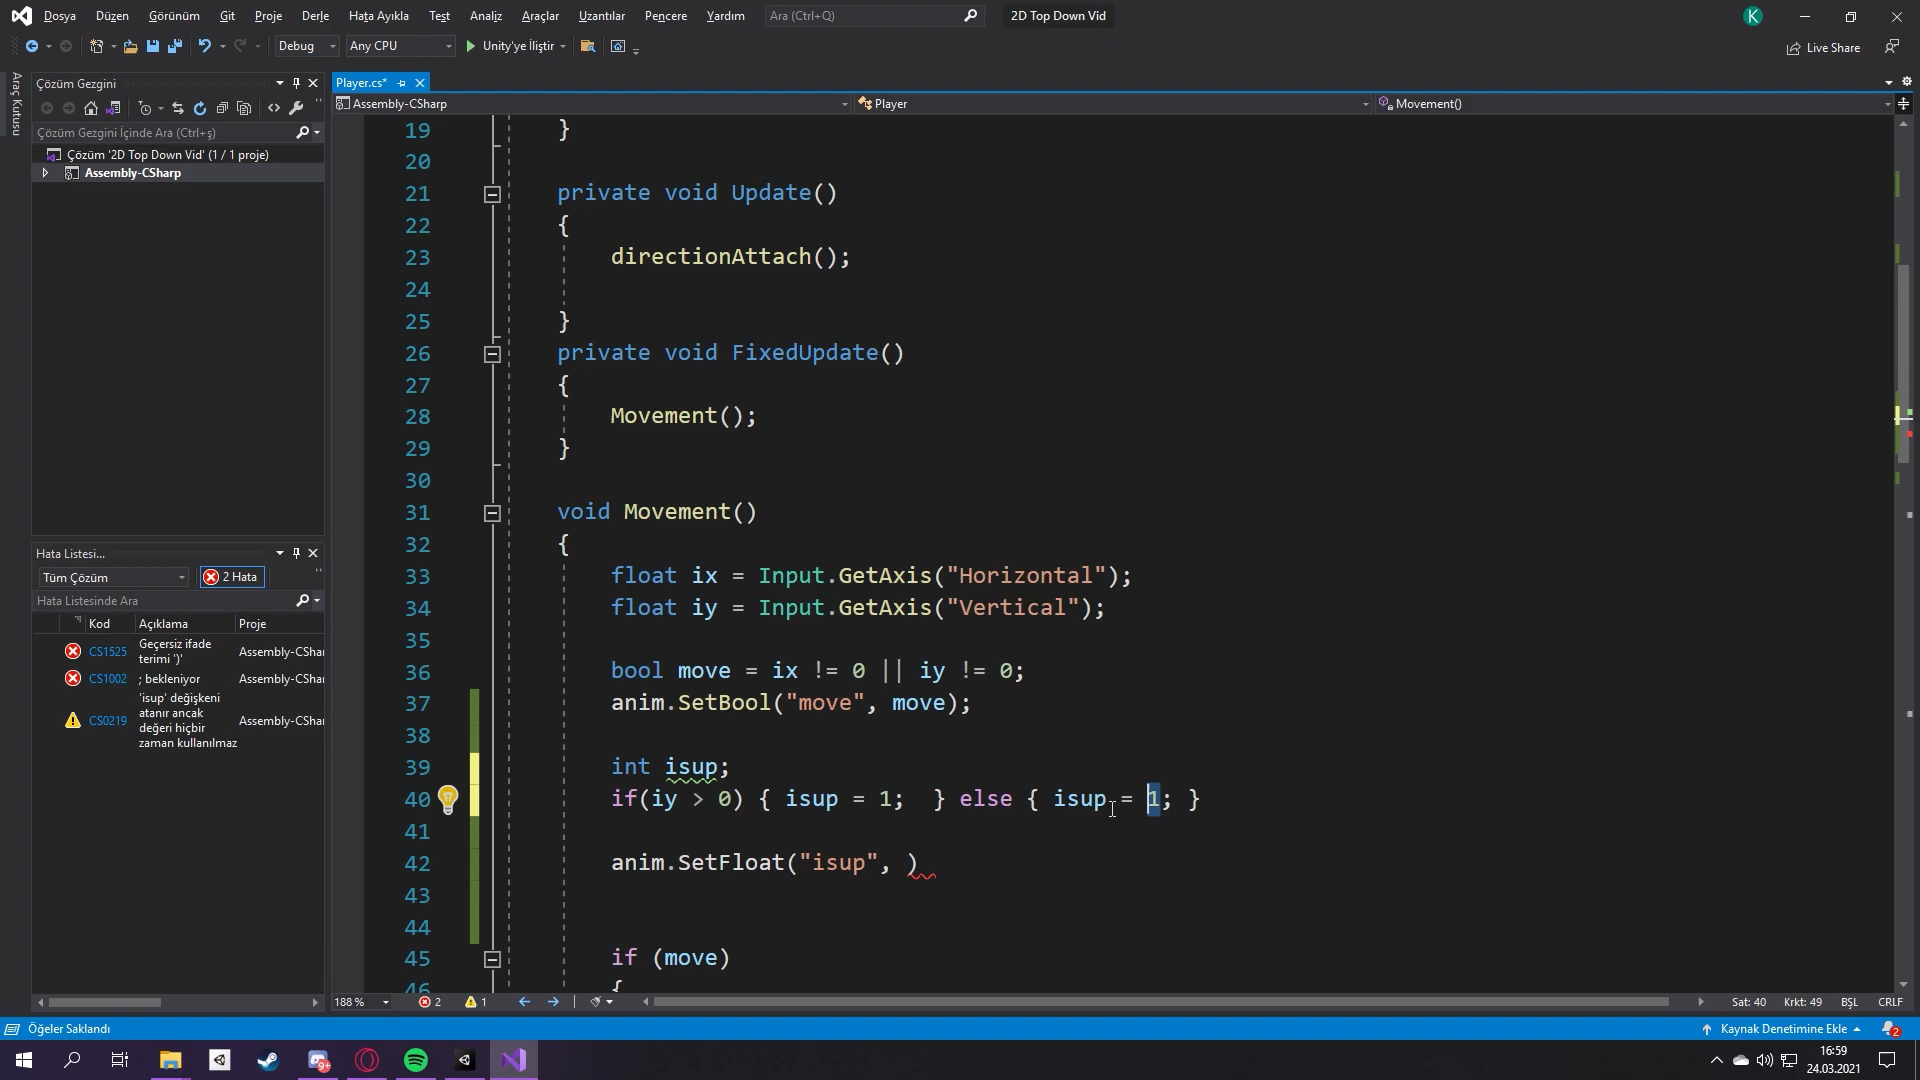 Dosya Düzen Görünüm Git Proje Derle Hata Ayıkla Test Analiz Araçlar Uzantılar Pencere Yardım Ara (Ctrl+Q) 2D Top Down Vid K
Debug Any CPU Unity'ye İliştir Live Share
Araç Kutusu
Çözüm Gezgini
Çözüm Gezgini İçinde Ara (Ctrl+ş)
Çözüm '2D Top Down Vid' (1 / 1 proje)
Assembly-CSharp
Hata Listesi...
Tüm Çözüm 2 Hata
Hata Listesinde Ara
Kod Açıklama Proje
CS1525 Geçersiz ifade terimi ')' Assembly-CShar
CS1002 ; bekleniyor Assembly-CShar
CS0219 'isup' değişkeni atanır ancak değeri hiçbir zaman kullanılmaz Assembly-CShar
Player.cs*
Assembly-CSharp Player Movement()
19 }
20
21 private void Update()
22 {
23 directionAttach();
24
25 }
26 private void FixedUpdate()
27 {
28 Movement();
29 }
30
31 void Movement()
32 {
33 float ix = Input.GetAxis("Horizontal");
34 float iy = Input.GetAxis("Vertical");
35
36 bool move = ix != 0 || iy != 0;
37 anim.SetBool("move", move);
38
39 int isup;
40 if(iy > 0) { isup = 1;  } else { isup = 1; }
41
42 anim.SetFloat("isup", )
43
44
45 if (move)
46 {
188 % 2 1 Sat: 40 Krkt: 49 BŞL CRLF
Öğeler Saklandı Kaynak Denetimine Ekle 2
9+
16:59
24.03.2021